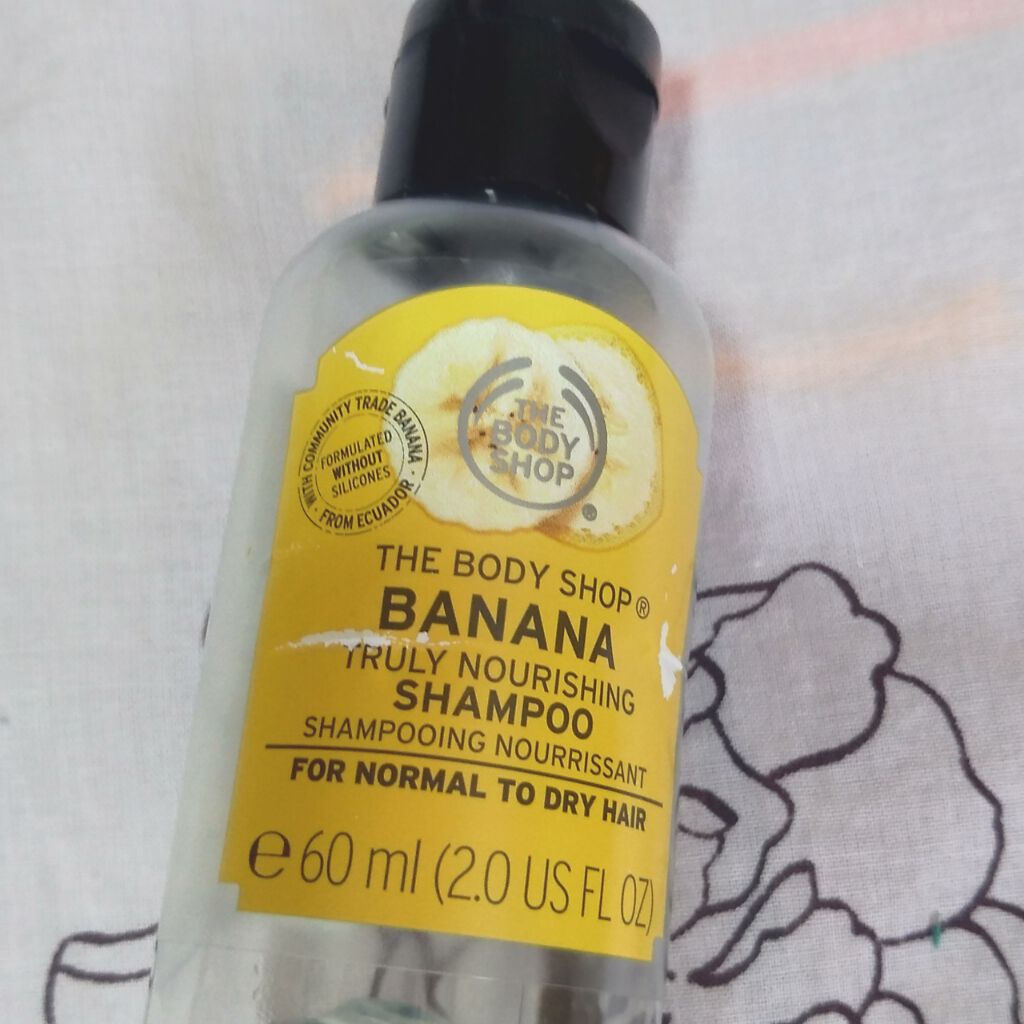 THE
BODY
SHOP
WITH COMMUNITY TRADE BANANA
FORMULATED
WITHOUT
SILICONES
· FROM ECUADOR ·
THE BODY SHOP®
BANANA
TRULY NOURISHING
SHAMPOO
SHAMPOOING NOURRISSANT
FOR NORMAL TO DRY HAIR
℮ 60 ml (2.0 US FL OZ)